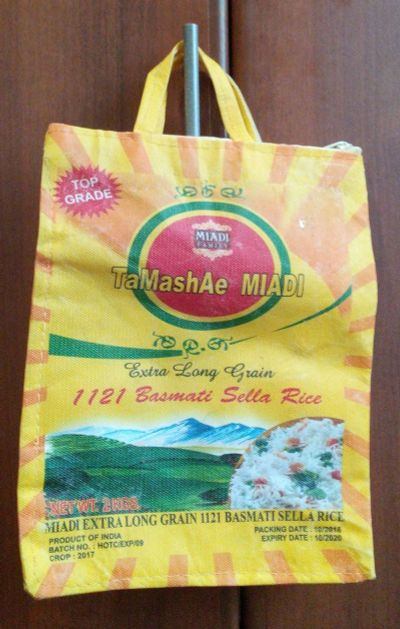 TOP
GRADE
MIADI
FAMILY
TaMashAe MIADI
Extra Long Grain
1121 Basmati Sella Rice
NET WT. 2 KGS.
MIADI EXTRA LONG GRAIN 1121 BASMATI SELLA RICE
PRODUCT OF INDIA
BATCH NO. : HOTC/EXP/09
CROP : 2017
PACKING DATE : 10/2018
EXPIRY DATE : 10/2020